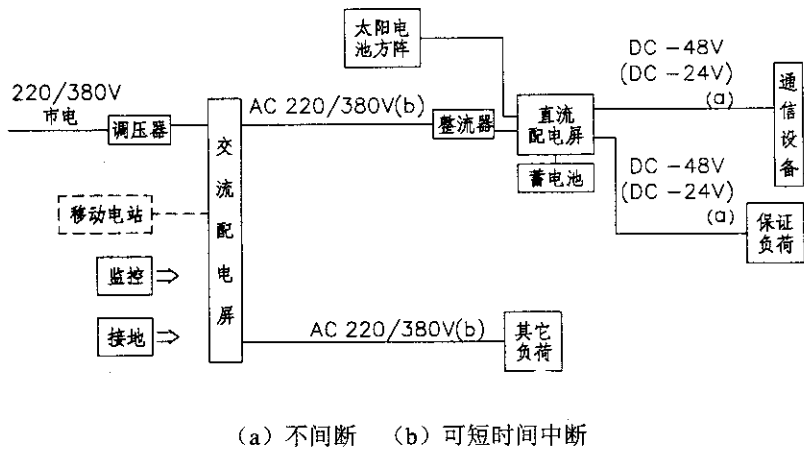 太阳电
池方阵
DC －48V
(DC －24V)
(a)
通
信
设
备
220/380V
市电
调压器
AC 220/380V(b)
整流器
直流
配电屏
蓄电池
交
流
配
电
屏
移动电站
DC －48V
(DC －24V)
(a)
保证
负荷
监控
接地
AC 220/380V(b)
其它
负荷
(a) 不间断 (b) 可短时间中断